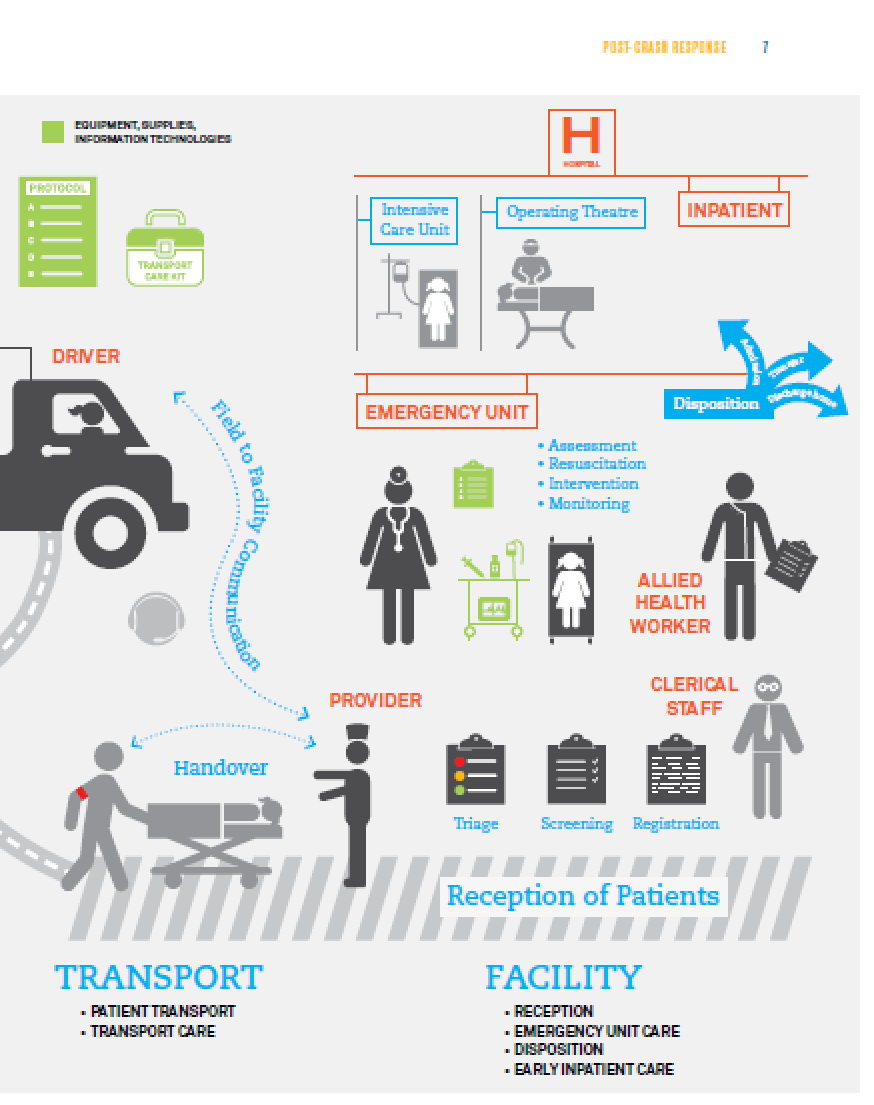 POST-CRASH RESPONSE 7
EQUIPMENT, SUPPLIES,
INFORMATION TECHNOLOGIES
PROTOCOL
A
B
C
D
E
TRANSPORT
CARE KIT
H
HOSPITAL
Intensive
Care Unit
Operating Theatre
INPATIENT
DRIVER
Field to Facility Communication
EMERGENCY UNIT
Disposition
Transfer
Discharge home
• Assessment
• Resuscitation
• Intervention
• Monitoring
ALLIED
HEALTH
WORKER
PROVIDER
CLERICAL
STAFF
Handover
Triage
Screening
Registration
Reception of Patients
TRANSPORT
• PATIENT TRANSPORT
• TRANSPORT CARE
FACILITY
• RECEPTION
• EMERGENCY UNIT CARE
• DISPOSITION
• EARLY INPATIENT CARE